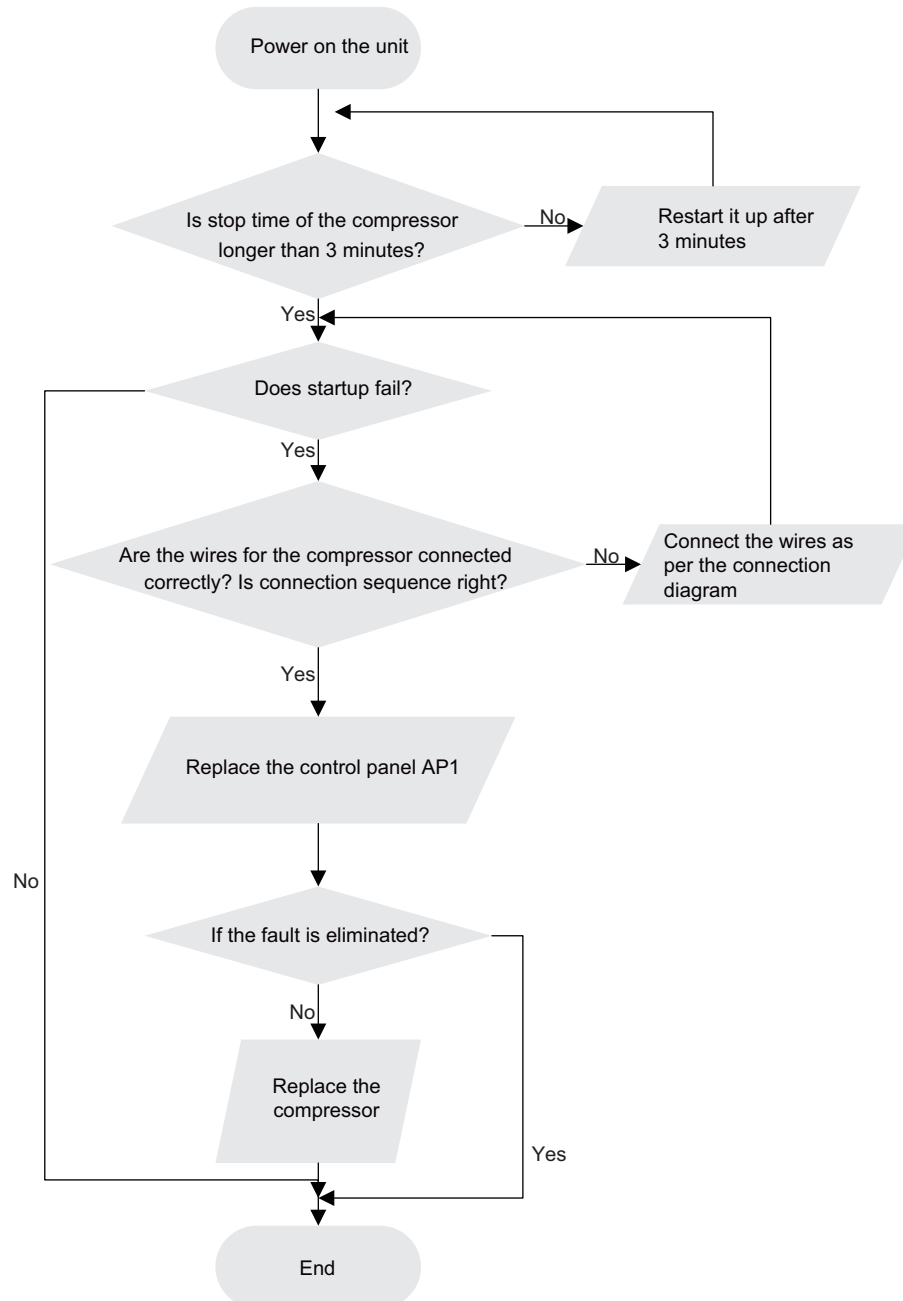 Power on the unit
Is stop time of the compressor
longer than 3 minutes?
No
Restart it up after
3 minutes
Yes
Does startup fail?
Yes
Are the wires for the compressor connected
correctly? Is connection sequence right?
No
Connect the wires as
per the connection
diagram
Yes
Replace the control panel AP1
No
If the fault is eliminated?
No
Replace the
compressor
Yes
End